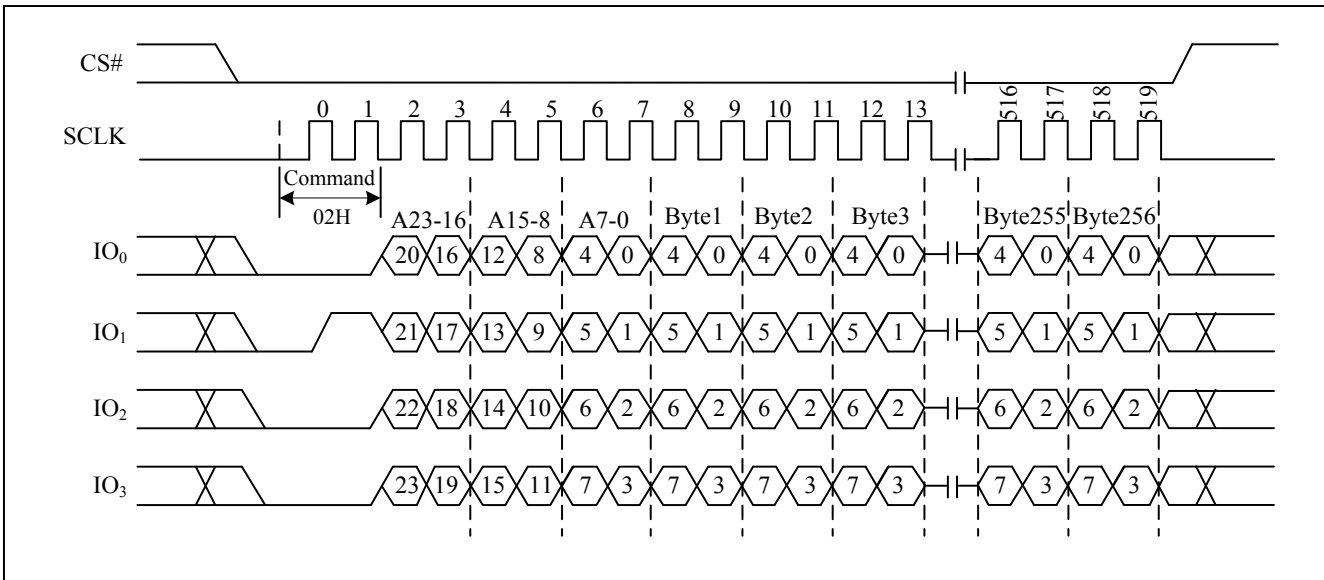 CS#
516 517 518 519
0 1 2 3 4 5 6 7 8 9 10 11 12 13
SCLK
Command
02H
A23-16 A15-8 A7-0 Byte1 Byte2 Byte3 Byte255 Byte256
IO0 20 16 12 8 4 0 4 0 4 0 4 0 4 0 4 0
IO1 21 17 13 9 5 1 5 1 5 1 5 1 5 1 5 1
IO2 22 18 14 10 6 2 6 2 6 2 6 2 6 2 6 2
IO3 23 19 15 11 7 3 7 3 7 3 7 3 7 3 7 3